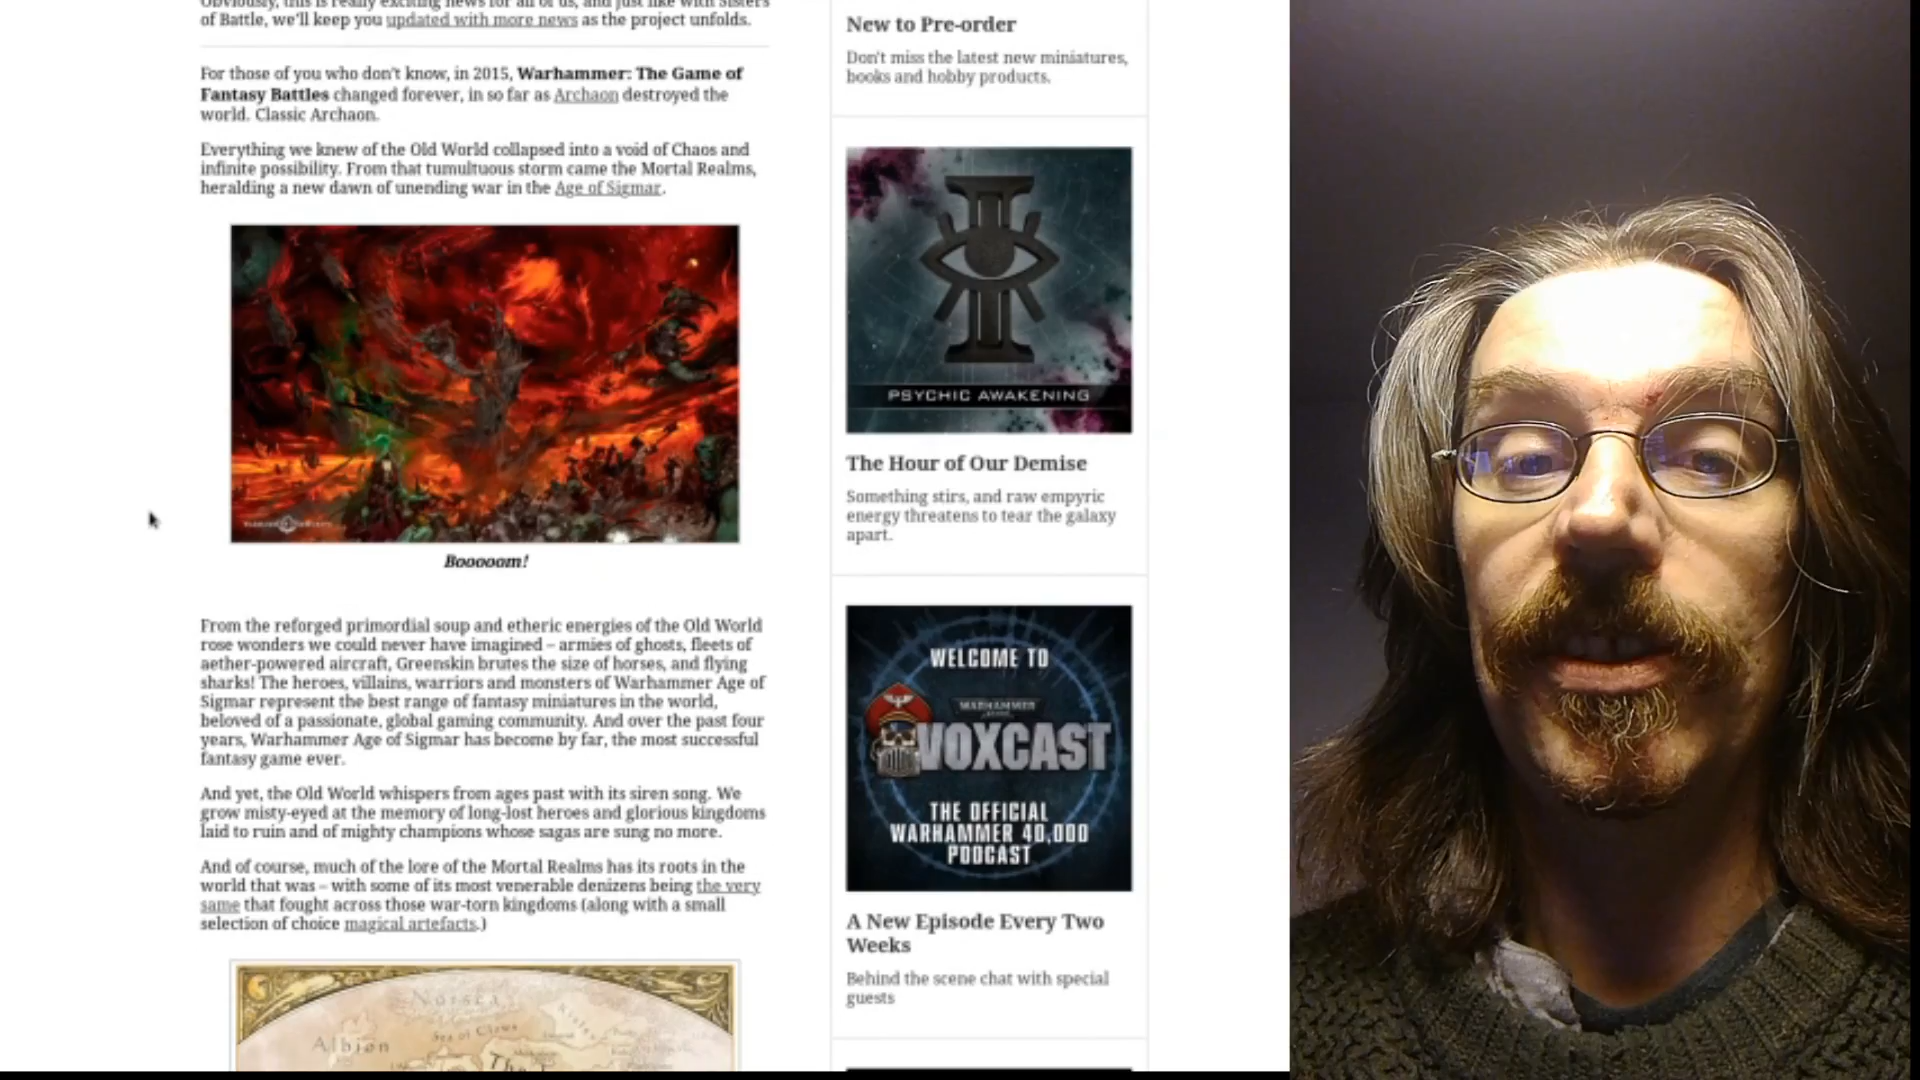 Obviously, this is really exciting news for all of us, and just like with Sisters
of Battle, we'll keep you updated with more news as the project unfolds.
For those of you who don't know, in 2015, Warhammer: The Game of
Fantasy Battles changed forever, in so far as Archaon destroyed the
world. Classic Archaon.
Everything we knew of the Old World collapsed into a void of Chaos and
infinite possibility. From that tumultuous storm came the Mortal Realms,
heralding a new dawn of unending war in the Age of Sigmar.
Booooom!
From the reforged primordial soup and etheric energies of the Old World
rose wonders we could never have imagined – armies of ghosts, fleets of
aether-powered aircraft, Greenskin brutes the size of horses, and flying
sharks! The heroes, villains, warriors and monsters of Warhammer Age of
Sigmar represent the best range of fantasy miniatures in the world,
beloved of a passionate, global gaming community. And over the past four
years, Warhammer Age of Sigmar has become by far, the most successful
fantasy game ever.
And yet, the Old World whispers from ages past with its siren song. We
grow misty-eyed at the memory of long-lost heroes and glorious kingdoms
laid to ruin and of mighty champions whose sagas are sung no more.
And of course, much of the lore of the Mortal Realms has its roots in the
world that was – with some of its most venerable denizens being the very
same that fought across those war-torn kingdoms (along with a small
selection of choice magical artefacts.)
Norsca
Sea of Claws
Albion
New to Pre-order
Don't miss the latest new miniatures,
books and hobby products.
PSYCHIC AWAKENING
The Hour of Our Demise
Something stirs, and raw empyric
energy threatens to tear the galaxy
apart.
WELCOME TO
WARHAMMER
VOXCAST
THE OFFICIAL
WARHAMMER 40,000
PODCAST
A New Episode Every Two
Weeks
Behind the scene chat with special
guests